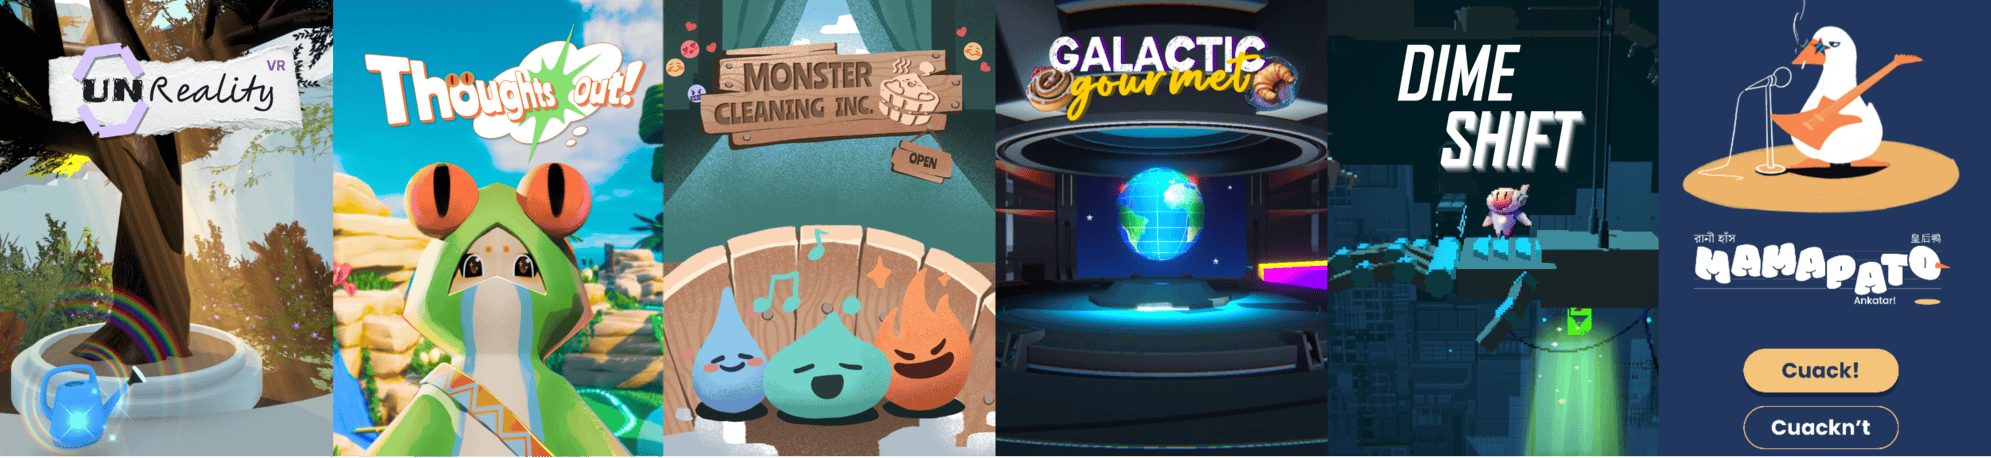 UNReality
VR
Thoughts Out!
MONSTER
CLEANING INC.
OPEN
GALACTIC
gourmet
DIME
SHIFT
রানী হাঁস
皇后鸭
MAMAPATO
Ankatar!
Cuack!
Cuackn't